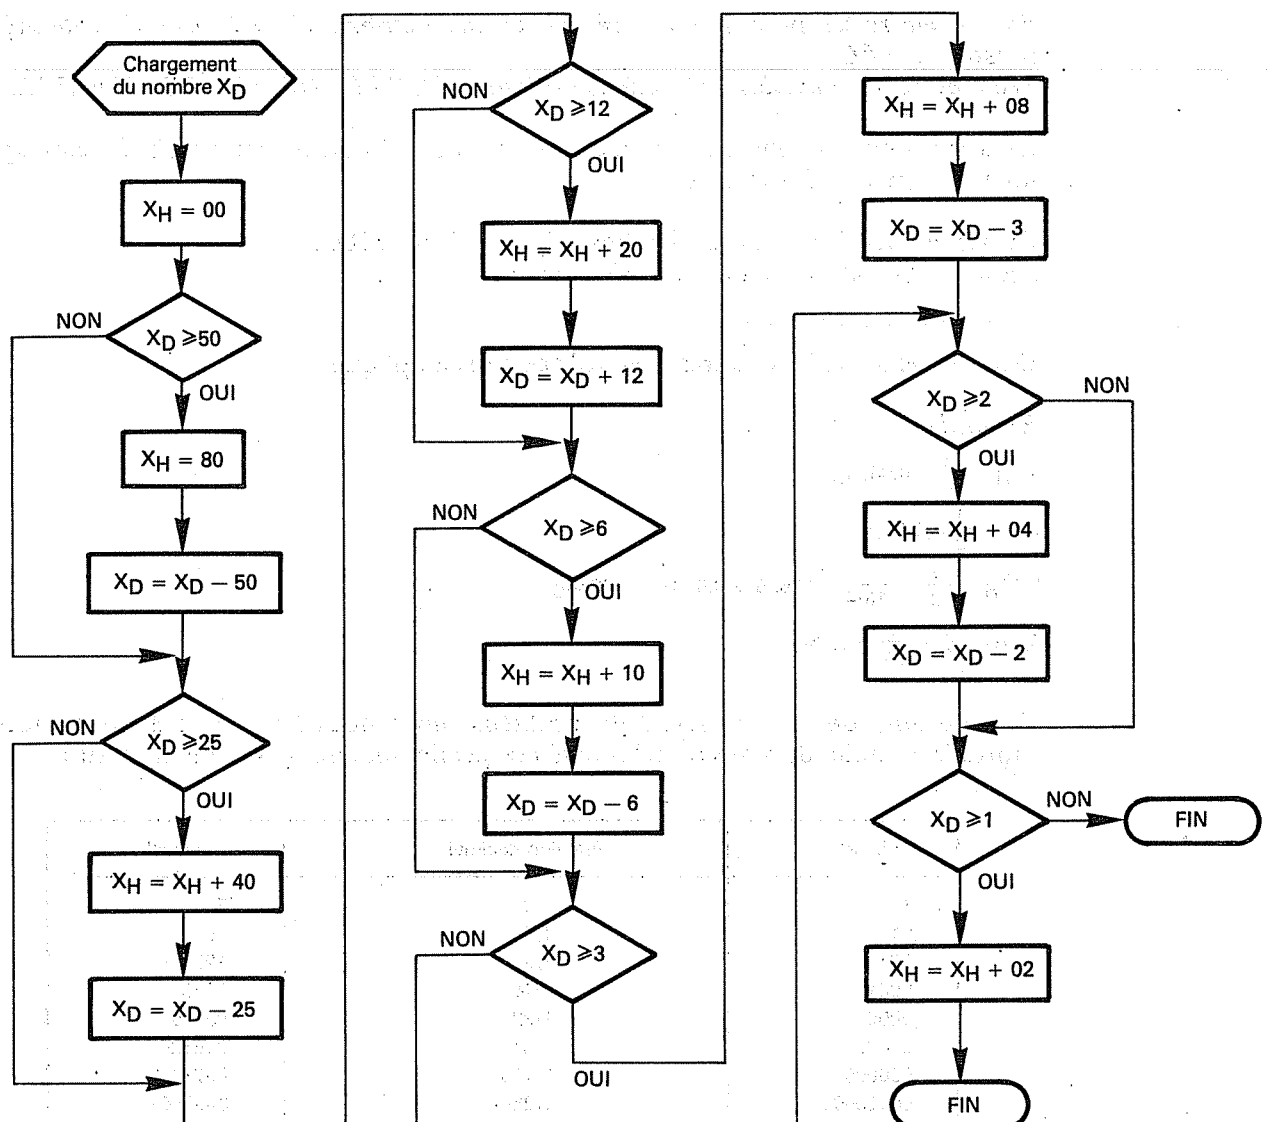 Chargement
du nombre XD
XH = 00
NON
XD ≥50
OUI
XH = 80
XD = XD – 50
NON
XD ≥25
OUI
XH = XH + 40
XD = XD – 25
NON
XD ≥12
OUI
XH = XH + 20
XD = XD + 12
NON
XD ≥6
OUI
XH = XH + 10
XD = XD – 6
NON
XD ≥3
OUI
XH = XH + 08
XD = XD – 3
XD ≥2
NON
OUI
XH = XH + 04
XD = XD – 2
XD ≥1
NON
FIN
OUI
XH = XH + 02
FIN